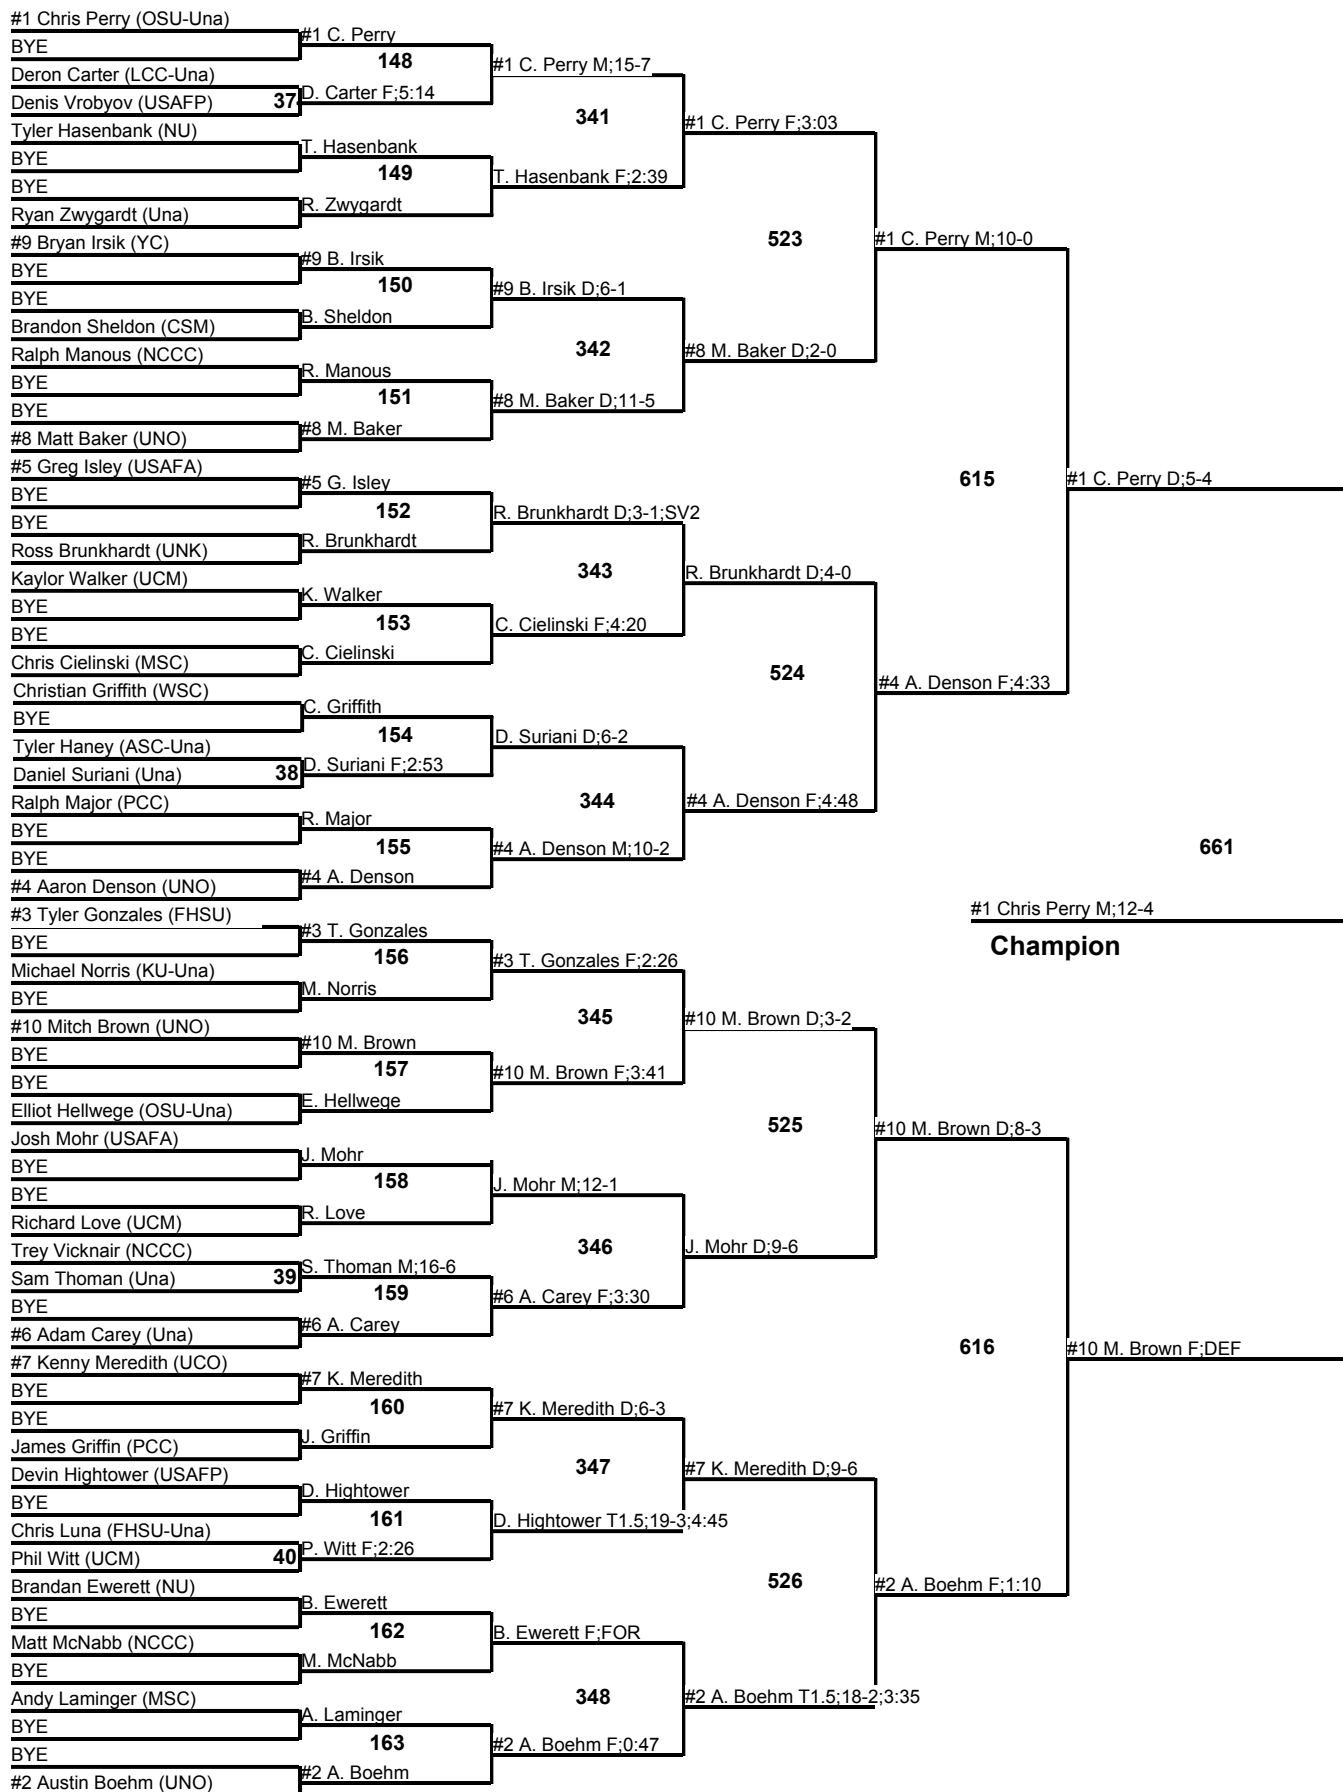 #1 Chris Perry (OSU-Una)
BYE
Deron Carter (LCC-Una)
Denis Vrobyov (USAFP) 37
Tyler Hasenbank (NU)
BYE
BYE
Ryan Zwygardt (Una)
#9 Bryan Irsik (YC)
BYE
BYE
Brandon Sheldon (CSM)
Ralph Manous (NCCC)
BYE
BYE
#8 Matt Baker (UNO)
#5 Greg Isley (USAFA)
BYE
BYE
Ross Brunkhardt (UNK)
Kaylor Walker (UCM)
BYE
BYE
Chris Cielinski (MSC)
Christian Griffith (WSC)
BYE
Tyler Haney (ASC-Una)
Daniel Suriani (Una) 38
Ralph Major (PCC)
BYE
BYE
#4 Aaron Denson (UNO)
#3 Tyler Gonzales (FHSU)
BYE
Michael Norris (KU-Una)
BYE
#10 Mitch Brown (UNO)
BYE
BYE
Elliot Hellwege (OSU-Una)
Josh Mohr (USAFA)
BYE
BYE
Richard Love (UCM)
Trey Vicknair (NCCC)
Sam Thoman (Una) 39
BYE
#6 Adam Carey (Una)
#7 Kenny Meredith (UCO)
BYE
BYE
James Griffin (PCC)
Devin Hightower (USAFP)
BYE
Chris Luna (FHSU-Una)
Phil Witt (UCM) 40
Brandan Ewerett (NU)
BYE
Matt McNabb (NCCC)
BYE
Andy Laminger (MSC)
BYE
BYE
#2 Austin Boehm (UNO)
#1 C. Perry
148
D. Carter F;5:14
T. Hasenbank
149
R. Zwygardt
#9 B. Irsik
150
B. Sheldon
R. Manous
151
#8 M. Baker
#5 G. Isley
152
R. Brunkhardt
K. Walker
153
C. Cielinski
C. Griffith
154
D. Suriani F;2:53
R. Major
155
#4 A. Denson
#3 T. Gonzales
156
M. Norris
#10 M. Brown
157
E. Hellwege
J. Mohr
158
R. Love
S. Thoman M;16-6
159
#6 A. Carey
#7 K. Meredith
160
J. Griffin
D. Hightower
161
P. Witt F;2:26
B. Ewerett
162
M. McNabb
A. Laminger
163
#2 A. Boehm
#1 C. Perry M;15-7
341
T. Hasenbank F;2:39
#9 B. Irsik D;6-1
342
#8 M. Baker D;11-5
R. Brunkhardt D;3-1;SV2
343
C. Cielinski F;4:20
D. Suriani D;6-2
344
#4 A. Denson M;10-2
#3 T. Gonzales F;2:26
345
#10 M. Brown F;3:41
J. Mohr M;12-1
346
#6 A. Carey F;3:30
#7 K. Meredith D;6-3
347
D. Hightower T1.5;19-3;4:45
B. Ewerett F;FOR
348
#2 A. Boehm F;0:47
#1 C. Perry F;3:03
523
#8 M. Baker D;2-0
R. Brunkhardt D;4-0
524
#4 A. Denson F;4:48
#10 M. Brown D;3-2
525
J. Mohr D;9-6
#7 K. Meredith D;9-6
526
#2 A. Boehm T1.5;18-2;3:35
#1 C. Perry M;10-0
615
#4 A. Denson F;4:33
#10 M. Brown D;8-3
616
#2 A. Boehm F;1:10
#1 C. Perry D;5-4
661
#10 M. Brown F;DEF
#1 Chris Perry M;12-4
Champion